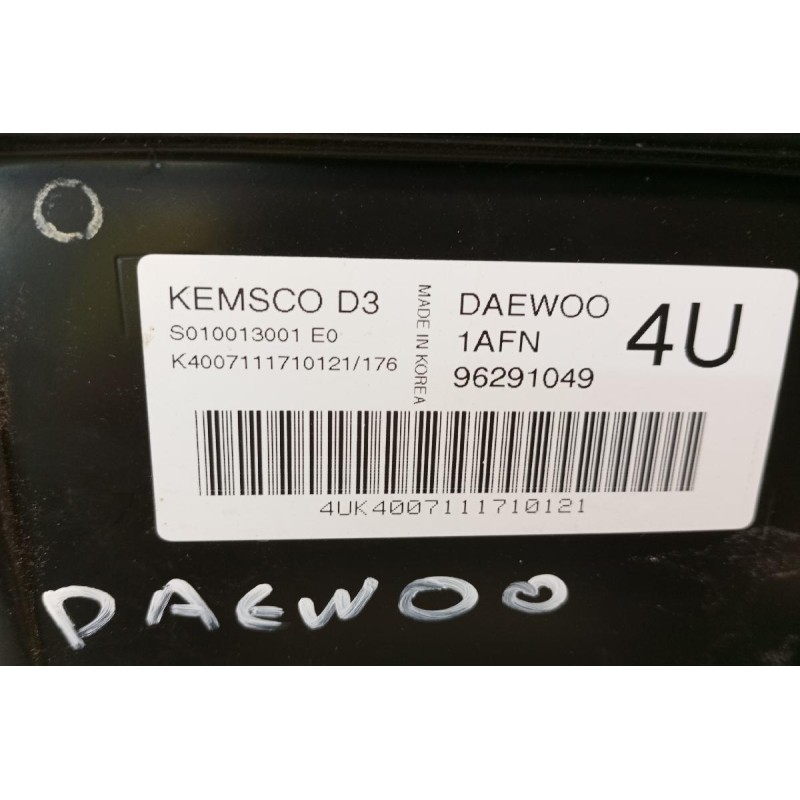 KEMSCO D3
S010013001 E0
K4007111710121/176
MADE IN KOREA
DAEWOO
1AFN
96291049
4U
4UK4007111710121
DAEWOO